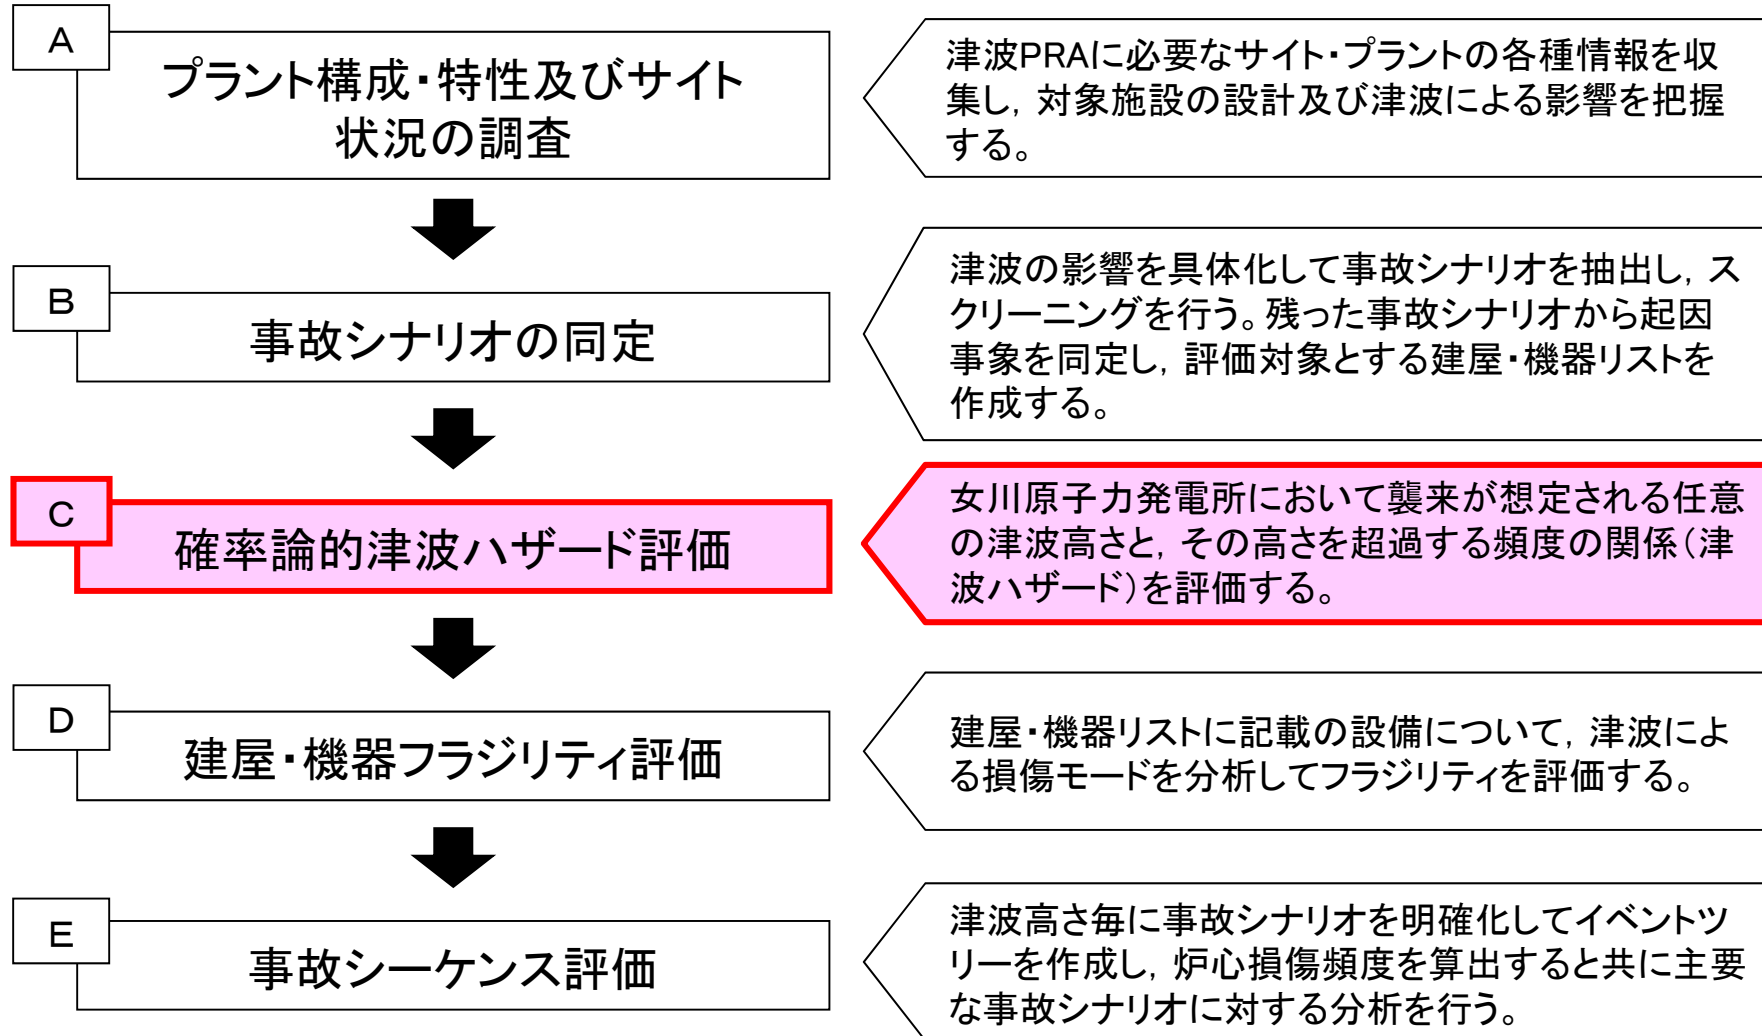 A
プラント構成・特性及びサイト
状況の調査
津波PRAに必要なサイト・プラントの各種情報を収
集し，対象施設の設計及び津波による影響を把握
する。
B
事故シナリオの同定
津波の影響を具体化して事故シナリオを抽出し，ス
クリーニングを行う。残った事故シナリオから起因
事象を同定し，評価対象とする建屋・機器リストを
作成する。
C
確率論的津波ハザード評価
女川原子力発電所において襲来が想定される任意
の津波高さと，その高さを超過する頻度の関係（津
波ハザード）を評価する。
D
建屋・機器フラジリティ評価
建屋・機器リストに記載の設備について，津波によ
る損傷モードを分析してフラジリティを評価する。
E
事故シーケンス評価
津波高さ毎に事故シナリオを明確化してイベントツ
リーを作成し，炉心損傷頻度を算出すると共に主要
な事故シナリオに対する分析を行う。